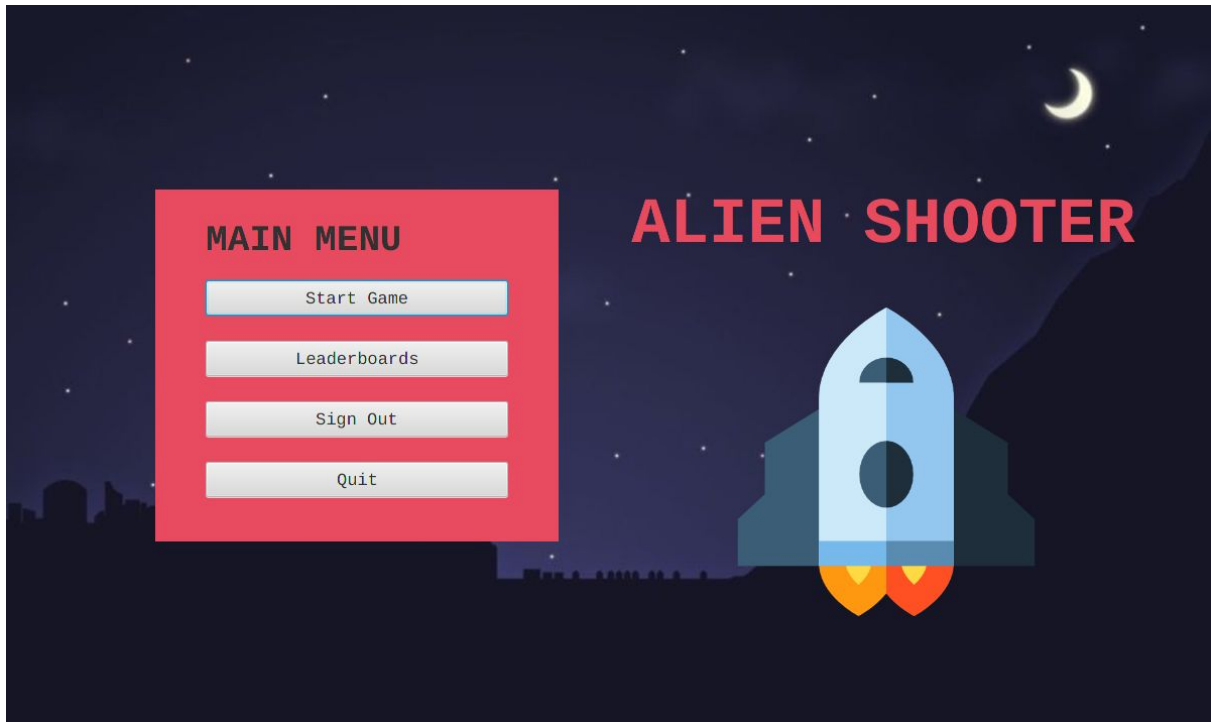 MAIN MENU
Start Game
Leaderboards
Sign Out
Quit
ALIEN SHOOTER